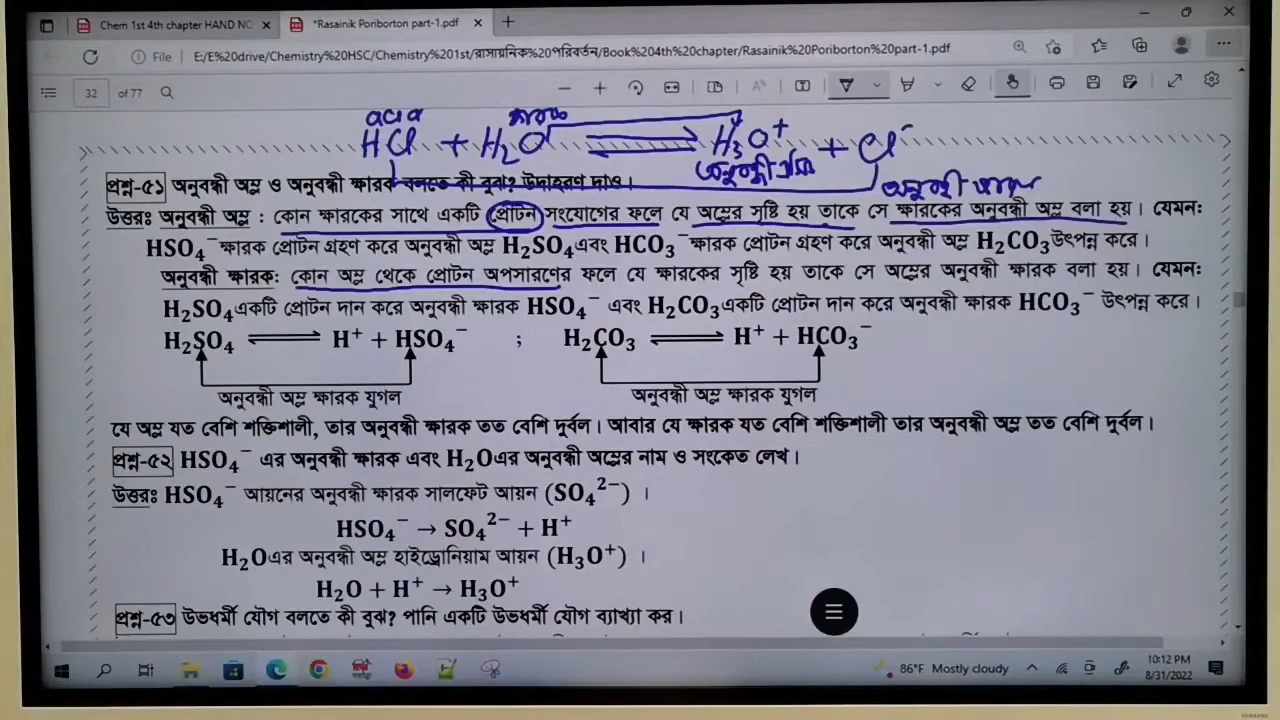 Chem 1st 4th chapter HAND NO
*Rasainik Poriborton part-1.pdf
File E:/E%20drive/Chemistry%20HSC/Chemistry%201st/রাসায়নিক%20পরিবর্তন/Book%204th%20chapter/Rasainik%20Poriborton%20part-1.pdf
32 of 77
acid ক্ষারক
HCl + H₂O ⇌ H₃O⁺ + Cl⁻
অনুবন্ধী অম্ল অনুবন্ধী ক্ষারক
প্রশ্ন-৫১ অনুবন্ধী অম্ল ও অনুবন্ধী ক্ষারক বলতে কী বুঝ? উদাহরণ দাও।
উত্তরঃ অনুবন্ধী অম্ল : কোন ক্ষারকের সাথে একটি প্রোটন সংযোগের ফলে যে অম্লের সৃষ্টি হয় তাকে সে ক্ষারকের অনুবন্ধী অম্ল বলা হয়। যেমনঃ
HSO₄⁻ ক্ষারক প্রোটন গ্রহণ করে অনুবন্ধী অম্ল H₂SO₄ এবং HCO₃⁻ ক্ষারক প্রোটন গ্রহণ করে অনুবন্ধী অম্ল H₂CO₃ উৎপন্ন করে।
অনুবন্ধী ক্ষারক: কোন অম্ল থেকে প্রোটন অপসারণের ফলে যে ক্ষারকের সৃষ্টি হয় তাকে সে অম্লের অনুবন্ধী ক্ষারক বলা হয়। যেমনঃ
H₂SO₄ একটি প্রোটন দান করে অনুবন্ধী ক্ষারক HSO₄⁻ এবং H₂CO₃ একটি প্রোটন দান করে অনুবন্ধী ক্ষারক HCO₃⁻ উৎপন্ন করে।
H₂SO₄ ⇌ H⁺ + HSO₄⁻ ; H₂CO₃ ⇌ H⁺ + HCO₃⁻
অনুবন্ধী অম্ল ক্ষারক যুগল অনুবন্ধী অম্ল ক্ষারক যুগল
যে অম্ল যত বেশি শক্তিশালী, তার অনুবন্ধী ক্ষারক তত বেশি দুর্বল। আবার যে ক্ষারক যত বেশি শক্তিশালী তার অনুবন্ধী অম্ল তত বেশি দুর্বল।
প্রশ্ন-৫২ HSO₄⁻ এর অনুবন্ধী ক্ষারক এবং H₂O এর অনুবন্ধী অম্লের নাম ও সংকেত লেখ।
উত্তরঃ HSO₄⁻ আয়নের অনুবন্ধী ক্ষারক সালফেট আয়ন (SO₄²⁻) ।
HSO₄⁻ → SO₄²⁻ + H⁺
H₂O এর অনুবন্ধী অম্ল হাইড্রোনিয়াম আয়ন (H₃O⁺) ।
H₂O + H⁺ → H₃O⁺
প্রশ্ন-৫৩ উভধর্মী যৌগ বলতে কী বুঝ? পানি একটি উভধর্মী যৌগ ব্যাখ্যা কর।
86°F Mostly cloudy 10:12 PM
8/31/2022
SAMSUNG